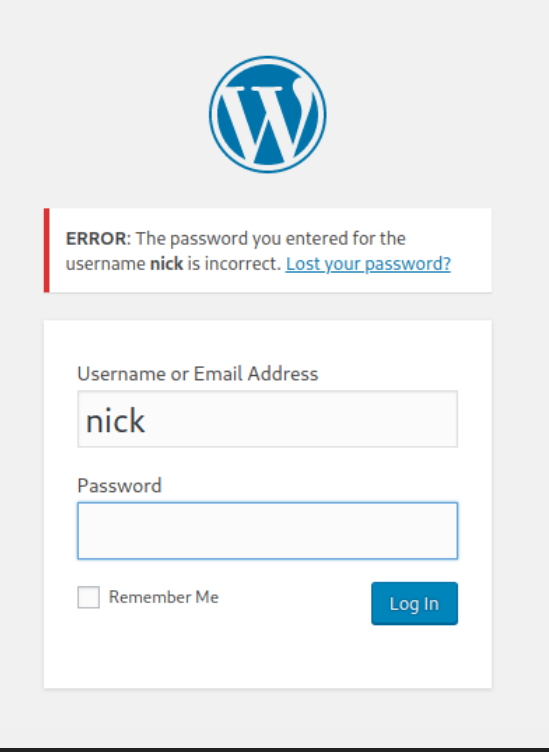 ERROR: The password you entered for the
username nick is incorrect. Lost your password?
Username or Email Address
nick
Password
Remember Me
Log In